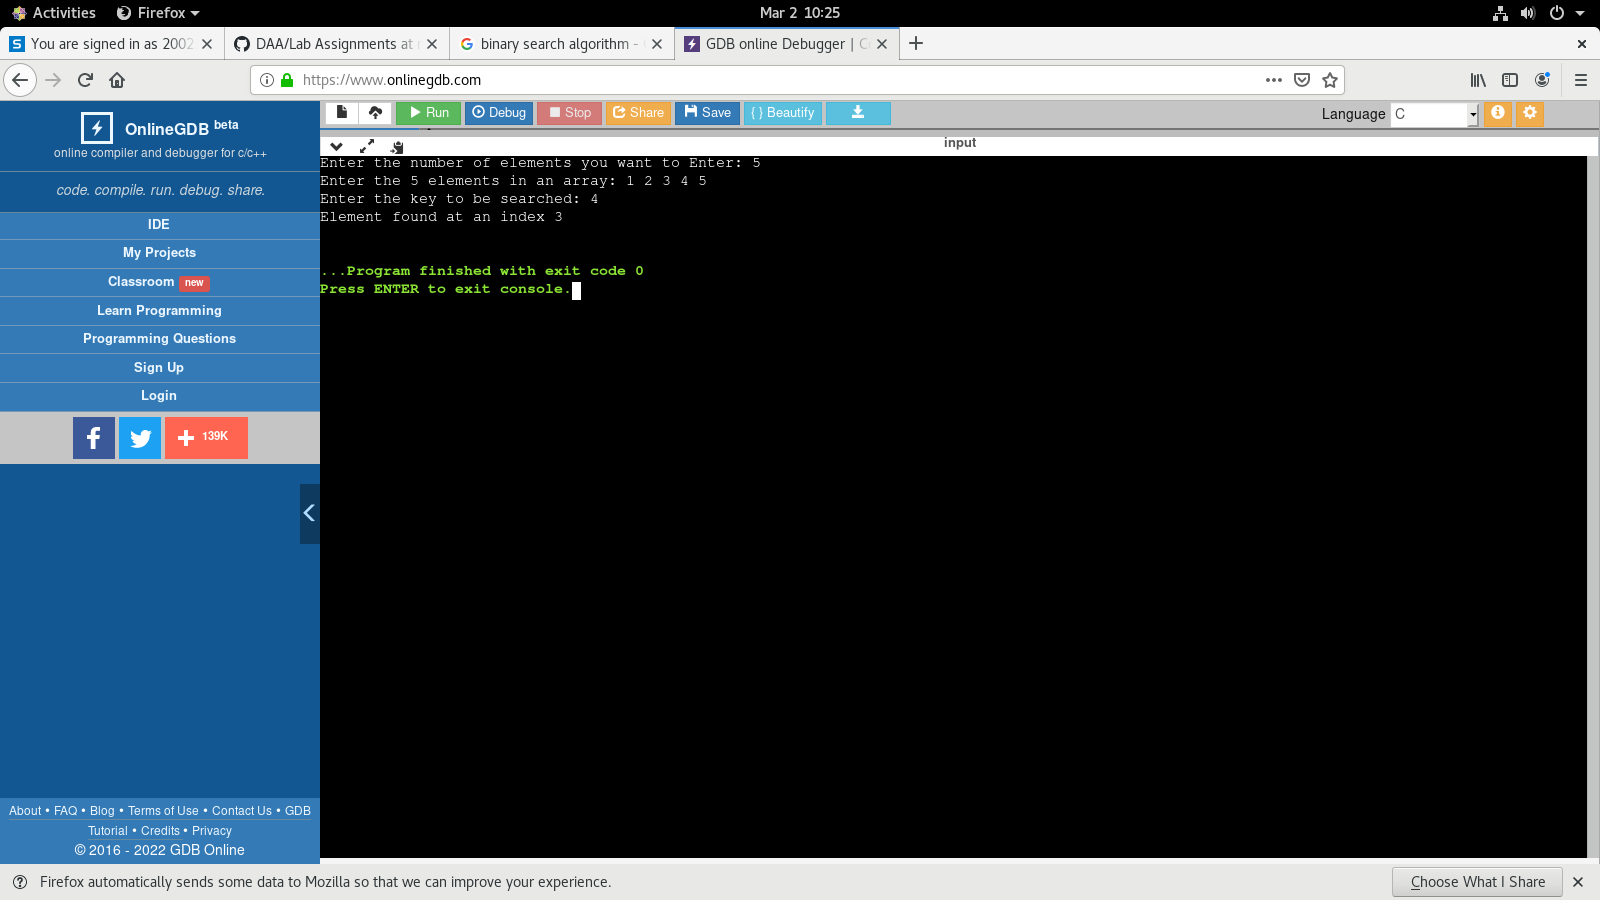 Activities Firefox Mar 2 10:25
You are signed in as 2002 DAA/Lab Assignments at binary search algorithm - GDB online Debugger |
https://www.onlinegdb.com
OnlineGDB beta
online compiler and debugger for c/c++
code. compile. run. debug. share.
IDE
My Projects
Classroom new
Learn Programming
Programming Questions
Sign Up
Login
139K
About • FAQ • Blog • Terms of Use • Contact Us • GDB
Tutorial • Credits • Privacy
© 2016 - 2022 GDB Online
Run Debug Stop Share Save { } Beautify Language C
input
Enter the number of elements you want to Enter: 5
Enter the 5 elements in an array: 1 2 3 4 5
Enter the key to be searched: 4
Element found at an index 3
...Program finished with exit code 0
Press ENTER to exit console.
Firefox automatically sends some data to Mozilla so that we can improve your experience. Choose What I Share